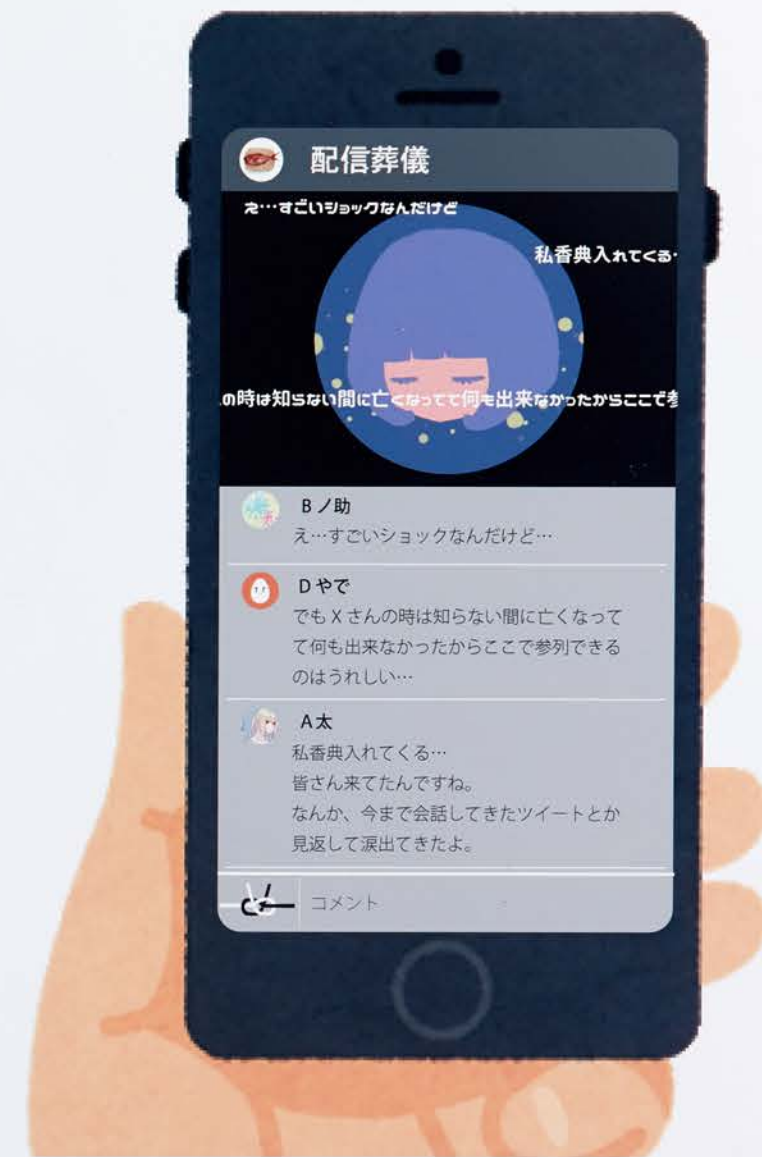 配信葬儀
え…すごいショックなんだけど
私香典入れてくる…
の時は知らない間に亡くなってて何も出来なかったからここで参
Bノ助
え…すごいショックなんだけど…
Dやで
でもXさんの時は知らない間に亡くなって
て何も出来なかったからここで参列できる
のはうれしい…
A太
私香典入れてくる…
皆さん来てたんですね。
なんか、今まで会話してきたツイートとか
見返して涙出てきたよ。
コメント